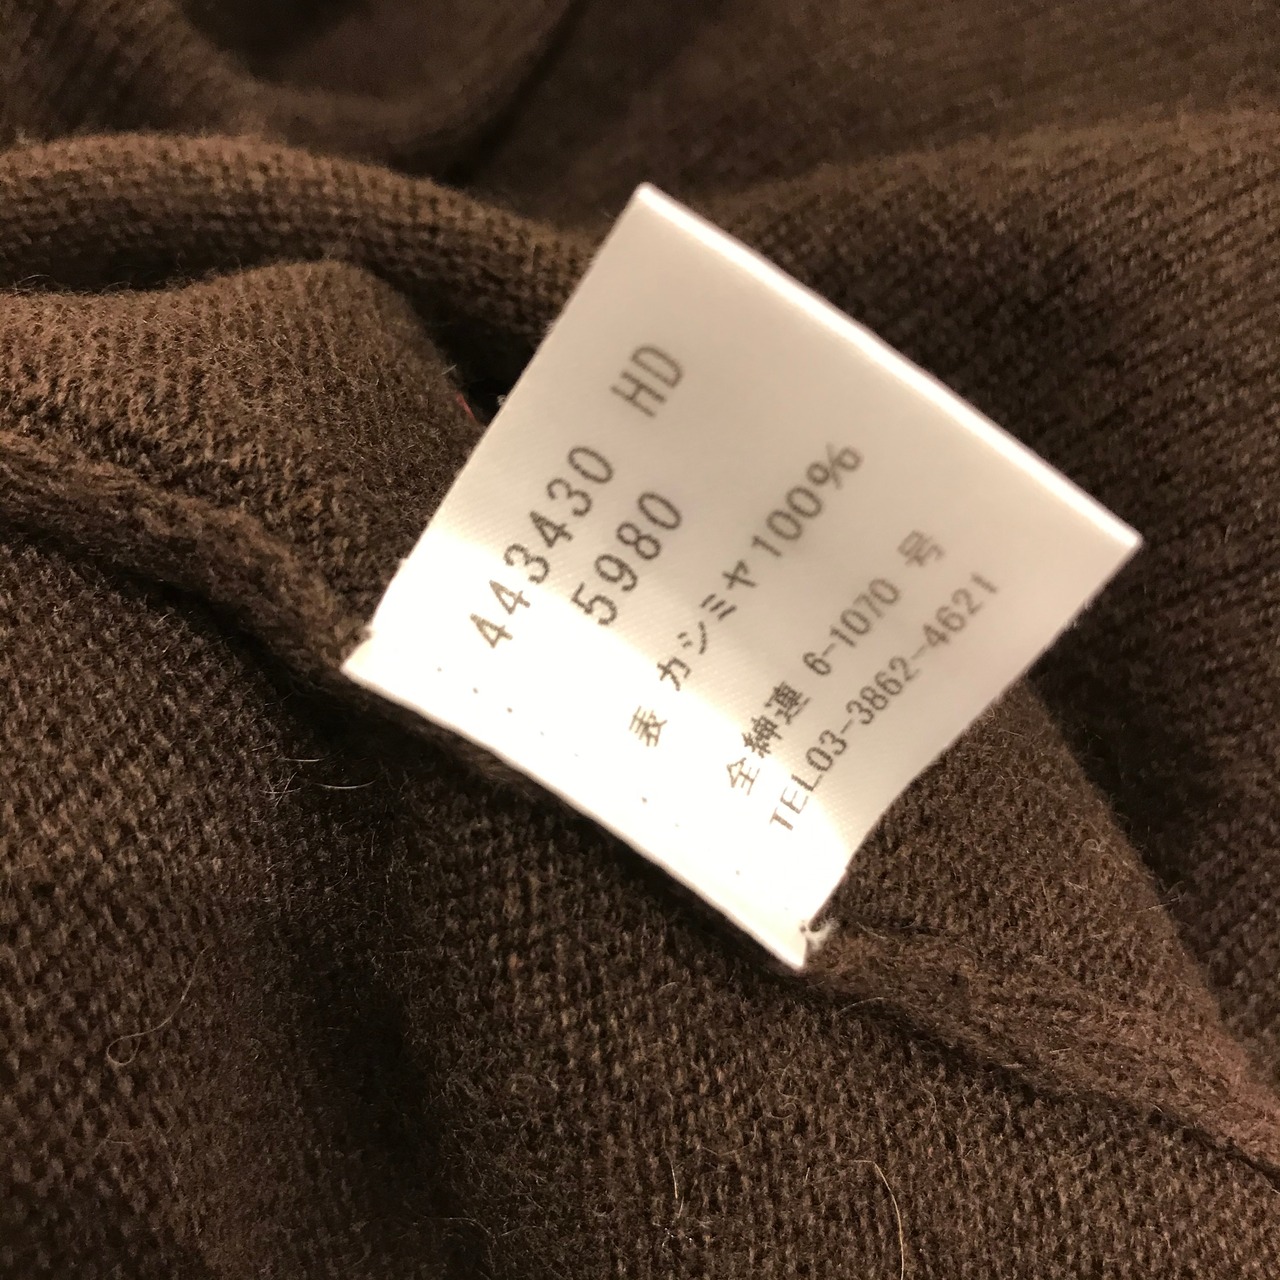 443430 HD
5980
表 カシミヤ100%
全紳連 6-1070 号
TEL03-3862-4621